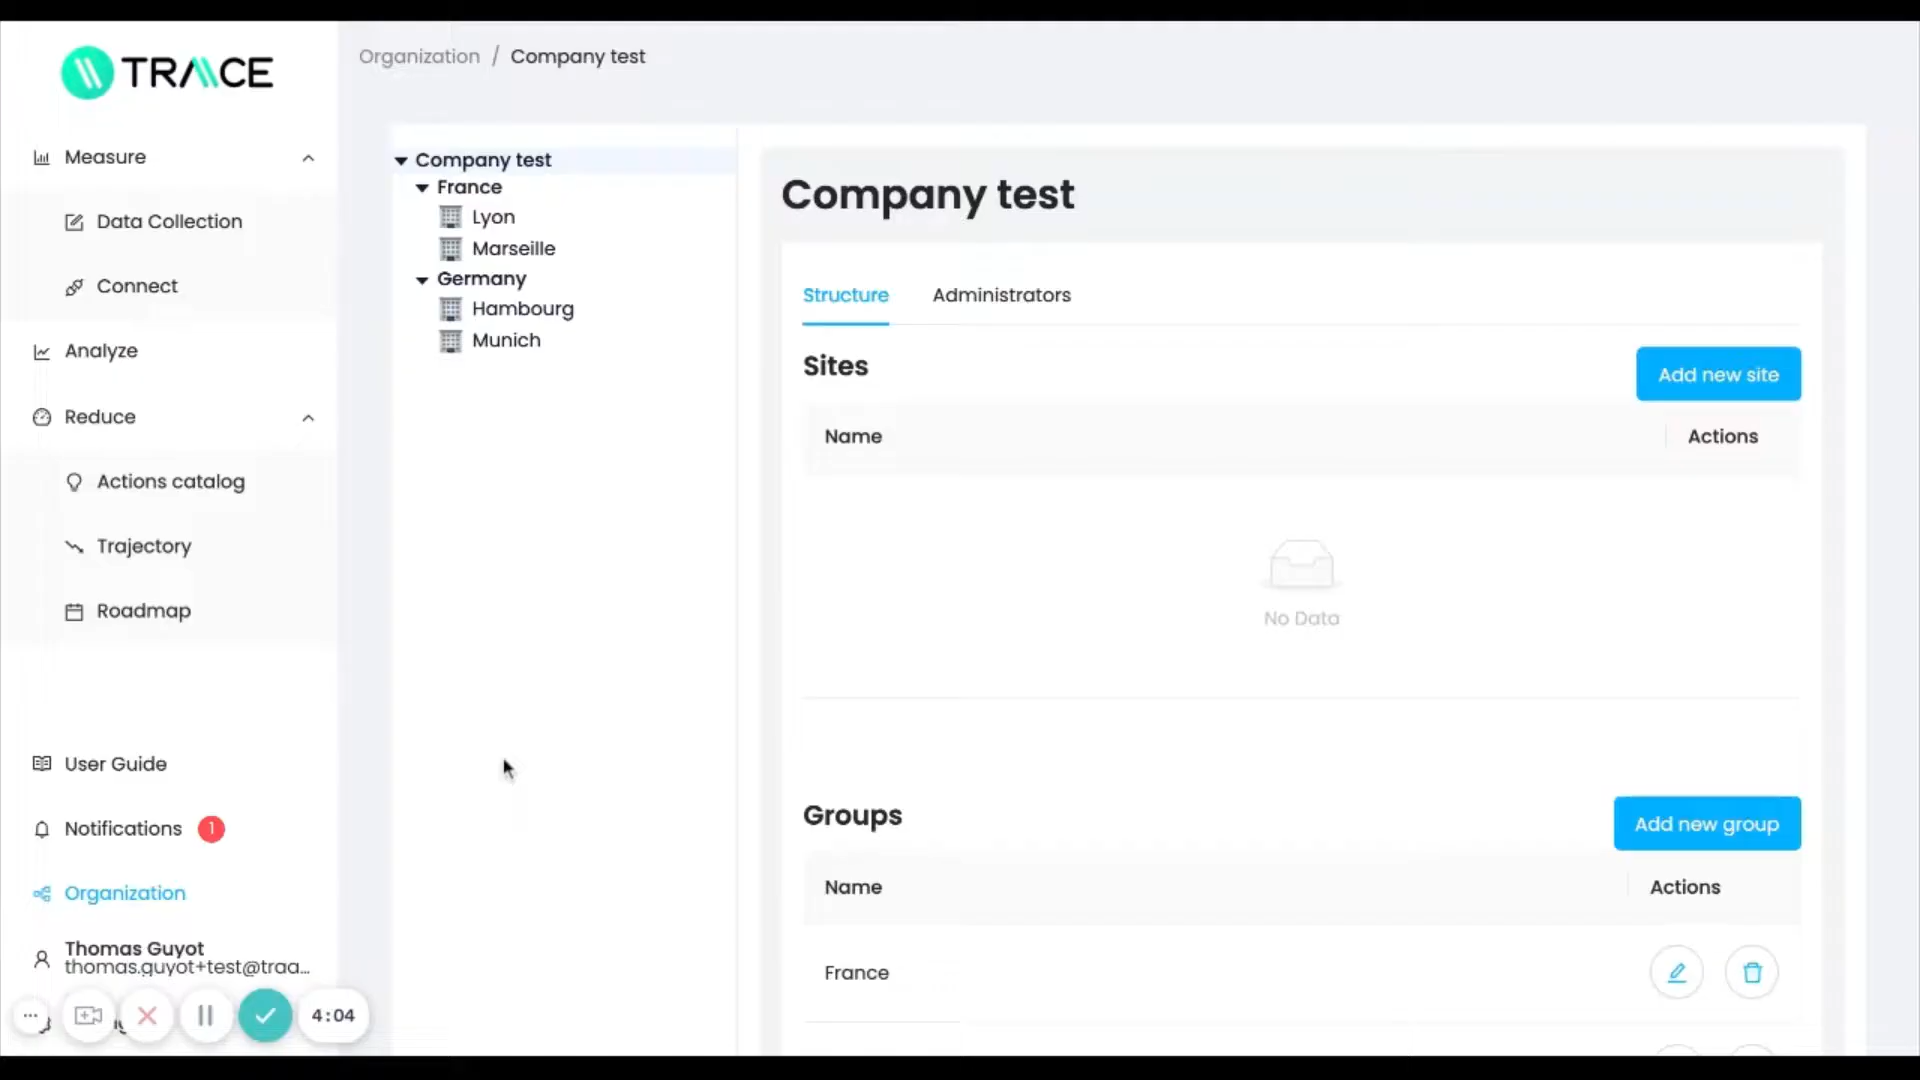 TRACE
Organization / Company test
Measure
Data Collection
Connect
Analyze
Reduce
Actions catalog
Trajectory
Roadmap
User Guide
Notifications 1
Organization
Thomas Guyot
thomas.guyot+test@traa...
4:04
Company test
France
Lyon
Marseille
Germany
Hambourg
Munich
Company test
Structure Administrators
Sites
Add new site
Name Actions
No Data
Groups
Add new group
Name Actions
France